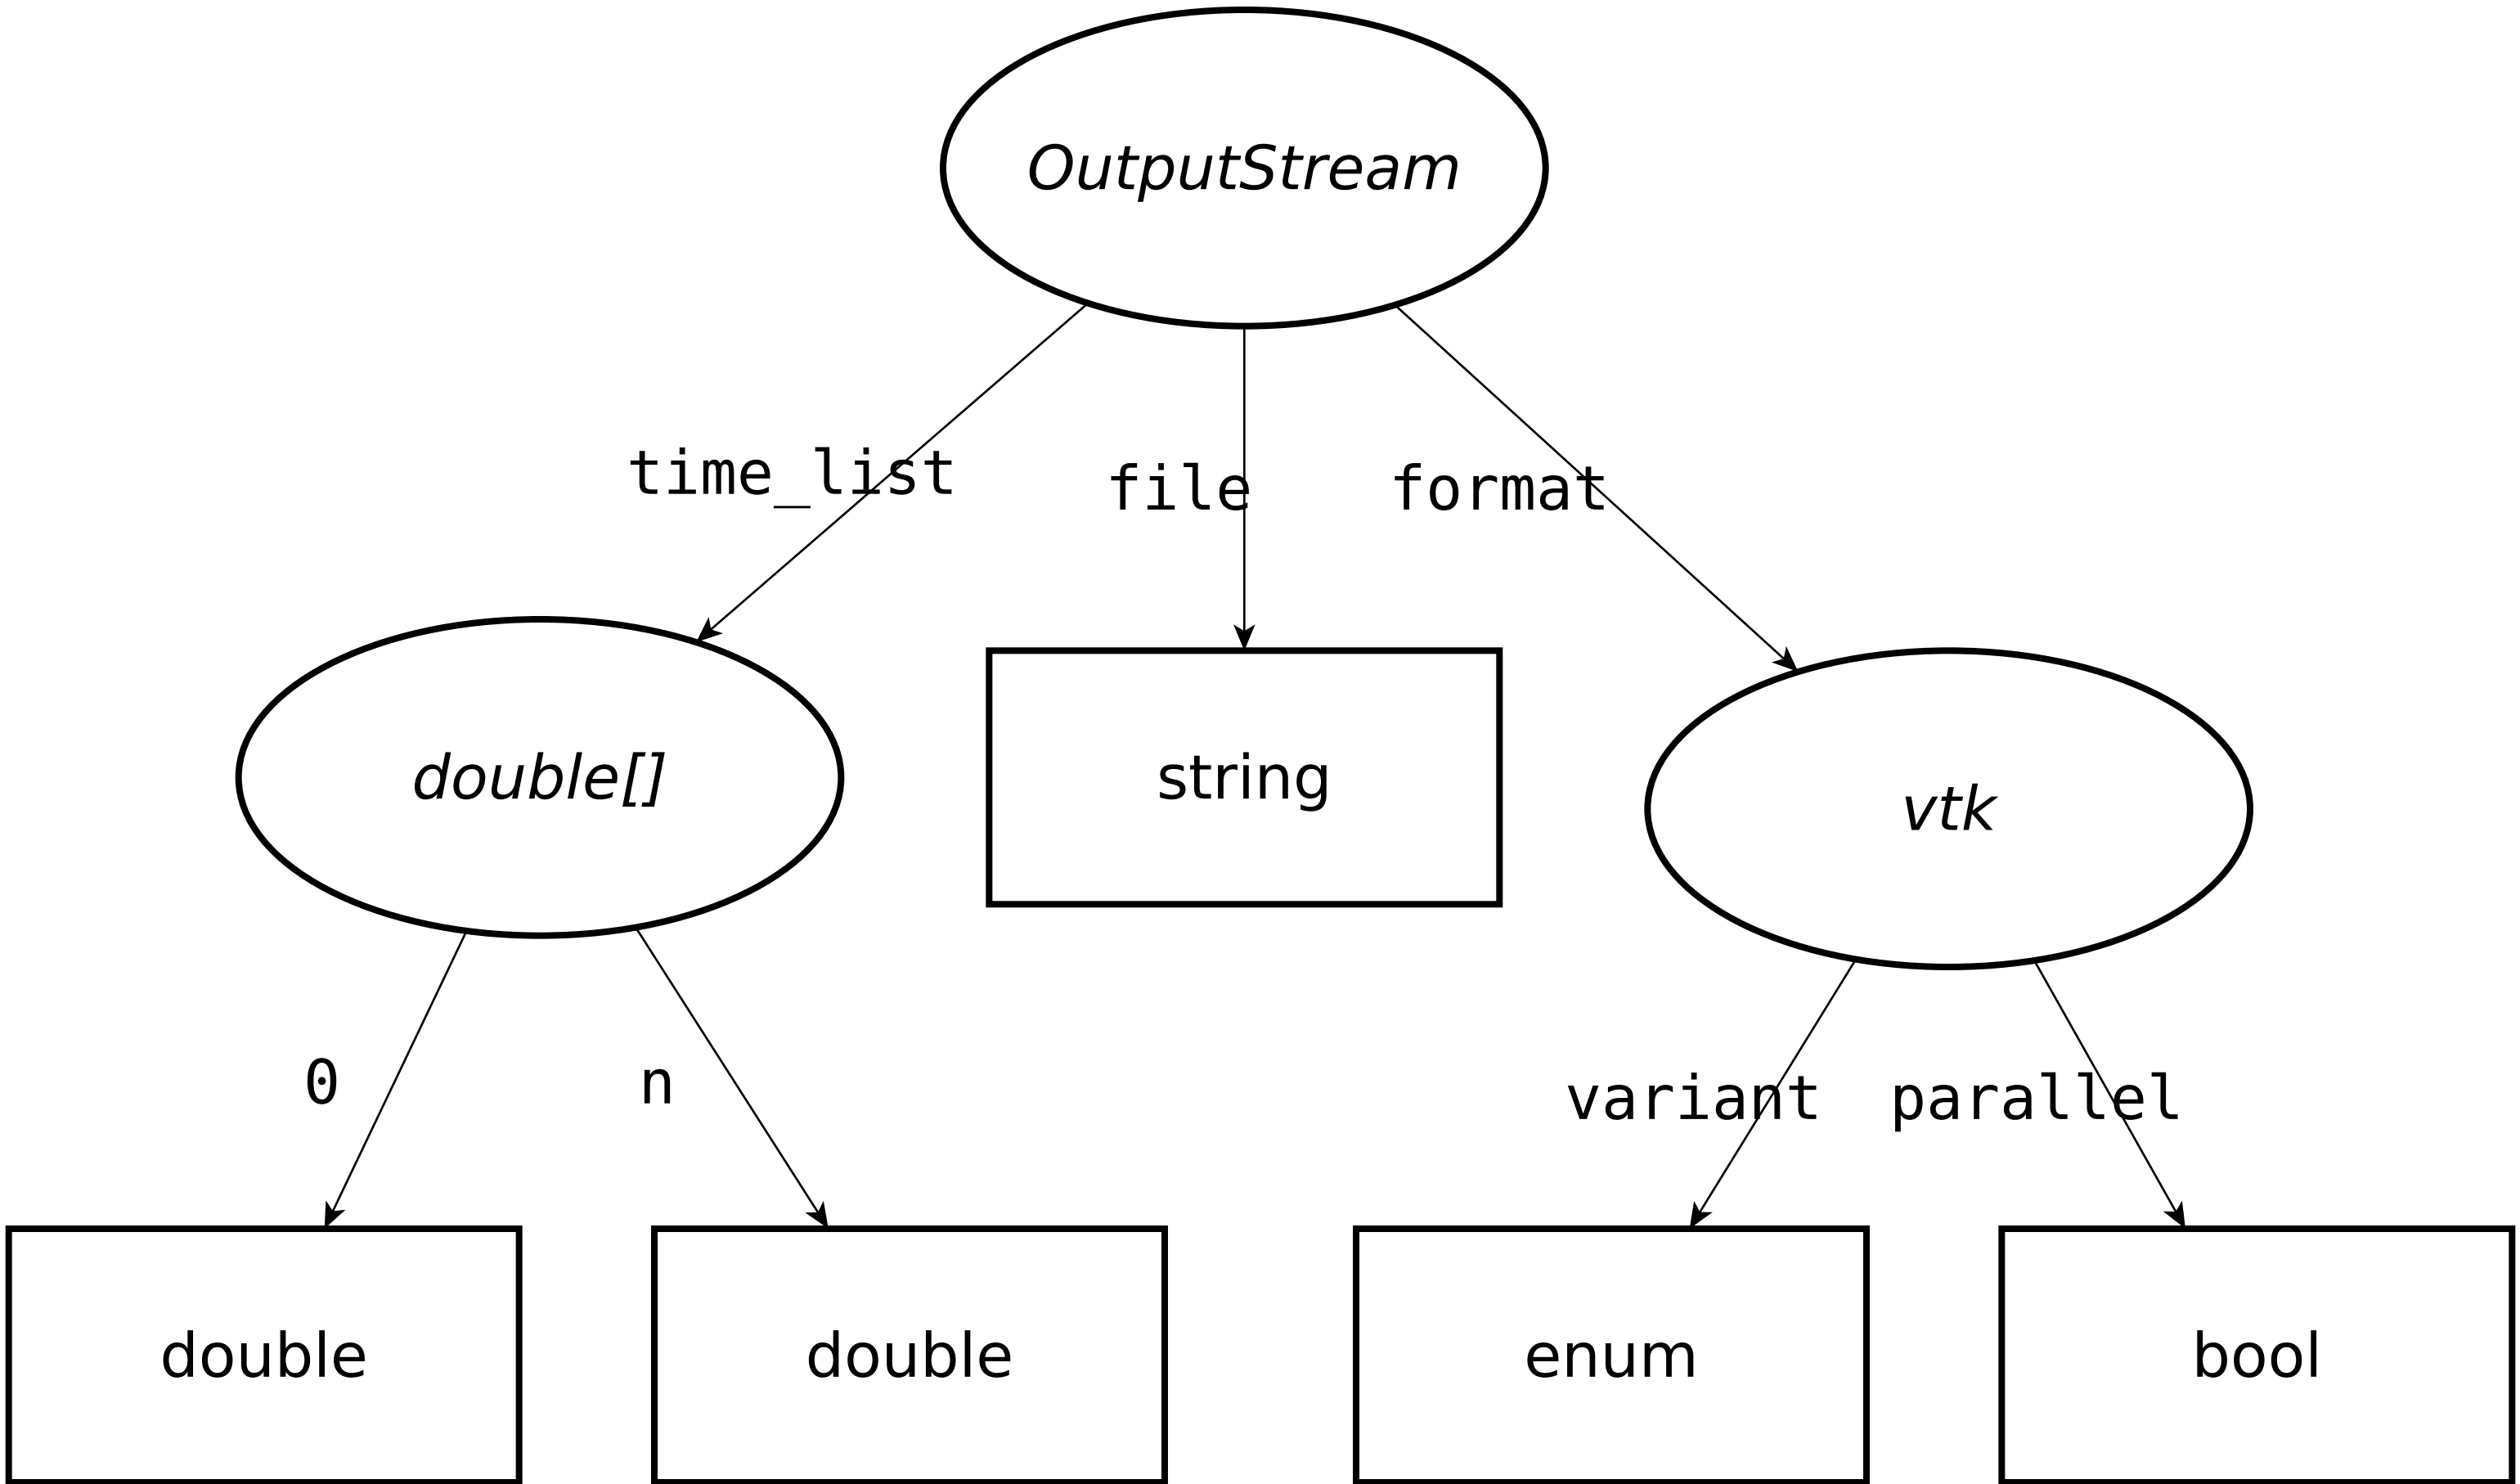 OutputStream
time_list
file
format
double[]
string
vtk
0
n
variant
parallel
double
double
enum
bool